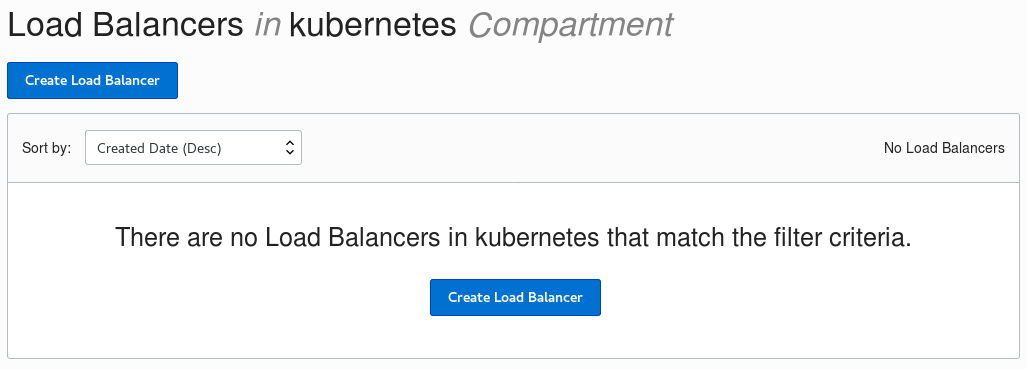 Load Balancers in kubernetes Compartment
Create Load Balancer
Sort by: Created Date (Desc) No Load Balancers
There are no Load Balancers in kubernetes that match the filter criteria.
Create Load Balancer